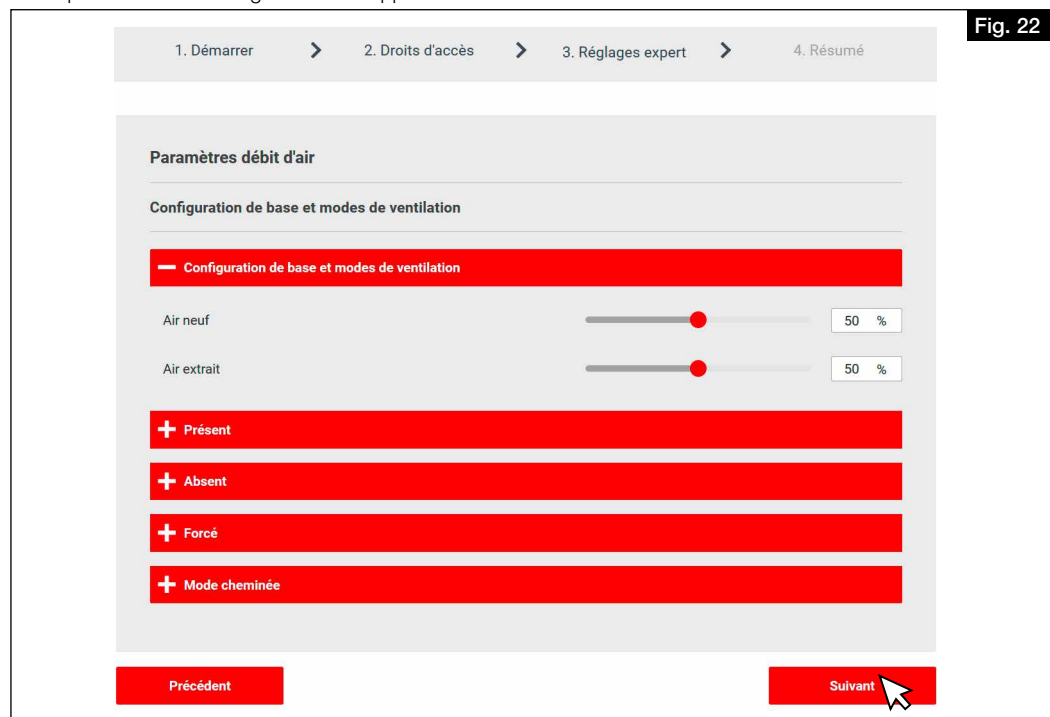 Fig. 22
1. Démarrer > 2. Droits d'accès > 3. Réglages expert > 4. Résumé
Paramètres débit d'air
Configuration de base et modes de ventilation
Configuration de base et modes de ventilation
Air neuf 50 %
Air extrait 50 %
Présent
Absent
Forcé
Mode cheminée
Précédent Suivant